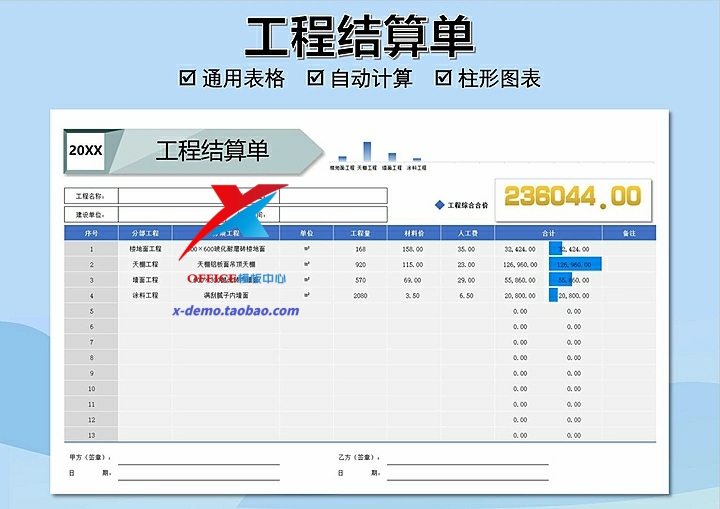 工程结算单
☑ 通用表格 ☑ 自动计算 ☑ 柱形图表
20XX 工程结算单
楼地面工程 天棚工程 墙面工程 涂料工程
工程名称：
建设单位： 间：
工程综合合价 236044.00
序号 分部工程 分项工程 单位 工程量 材料价 人工费 合计 备注
1 楼地面工程 600×600玻化耐磨砖楼地面 m² 168 158.00 35.00 32,424.00 32,424.00
2 天棚工程 天棚铝板面吊顶天棚 m² 920 115.00 23.00 126,960.00 126,960.00
3 墙面工程 m² 570 69.00 29.00 55,860.00 55,860.00
4 涂料工程 满刮腻子内墙面 m² 2080 3.50 6.50 20,800.00 20,800.00
5 0.00 0.00
6 0.00 0.00
7 0.00 0.00
8 0.00 0.00
9 0.00 0.00
10 0.00 0.00
11 0.00 0.00
12 0.00 0.00
13 0.00 0.00
OFFICE模板中心
x-demo.taobao.com
甲方（签章）： 乙方（签章）：
日 期： 日 期：